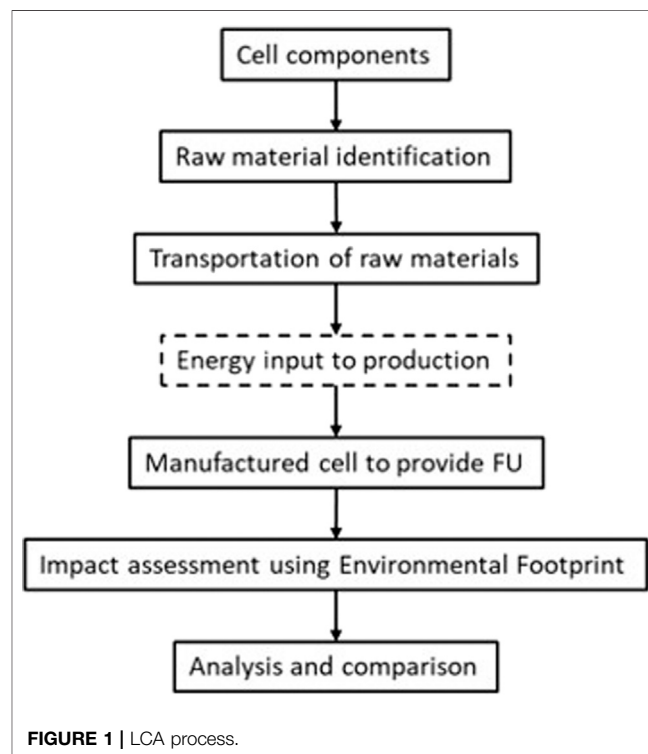 Cell components
Raw material identification
Transportation of raw materials
Energy input to production
Manufactured cell to provide FU
Impact assessment using Environmental Footprint
Analysis and comparison
FIGURE 1 | LCA process.